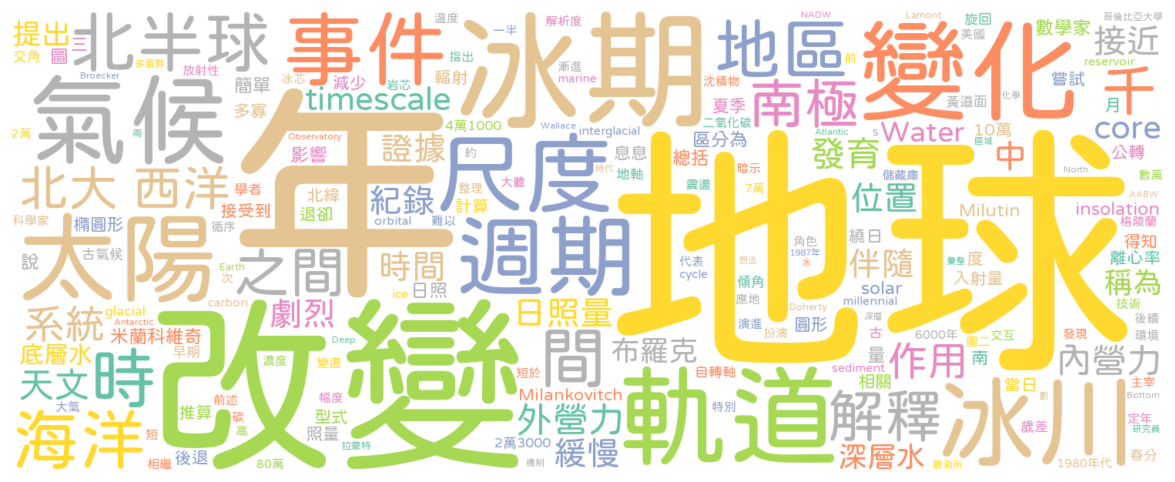 提出
北半球
事件
溫度
冰期
解析度
一半
NADW
地區
前
Lamont
變化
旋回
美國
數學家
哥倫比亞大學
接近
reservoir
交角
圖
三
Broecker
多寡
放射性
簡單
冰芯
減少
輻射
岩芯
指出
漸進
marine
沈積物
南極
嘗試
千
氣候
多寡
timescale
二氧化碳
夏季
黃道面
化學
月
2萬
兩
年
Observatory
影響
證據
4萬1000
Wallace
interglacial
尺度
約
區分為
息息
總括
地軸
Atlantic
暗示
發育
S
Water
區域
10萬
中
儲藏庫
core
公轉
數萬
North
AABW
北大
西洋
學者
接受到
北緯
退卻
紀錄
整理
計算
大體
難以
orbital
時代
震盪
7萬
位置
Milutin
insolation
格陵蘭
得知
科學家
橢圓形
循序
太陽
古氣候
說
之間
Earth
次
時間
日照
ice
週期
地球
代表
cycle
想法
角色
1987年
水
繞日
伴隨
solar
millennial
彙整
度
入射量
離心率
稱為
技術
glacial
carbon
Antarctic
劇烈
日照量
傾角
應地
Doherty
演進
扮演
圓形
深層
古
6000年
圖二
交互
發現
後續
環境
系統
米蘭科維奇
底層水
早期
改變
濃度
變遷
Deep
幅度
短於
間
布羅克
自轉軸
量
sediment
作用
南
內營力
天文
時
大氣
前述
碳
推算
高
型式
照量
拉蒙特
Milankovitch
外營力
軌道
特別
相關
解釋
當日
冰川
主宰
Bottom
劃
歲差
定年
研究員
海洋
短
相繼
後退
80萬
2萬3000
機制
緩慢
深層水
觀測所
1980年代
春分